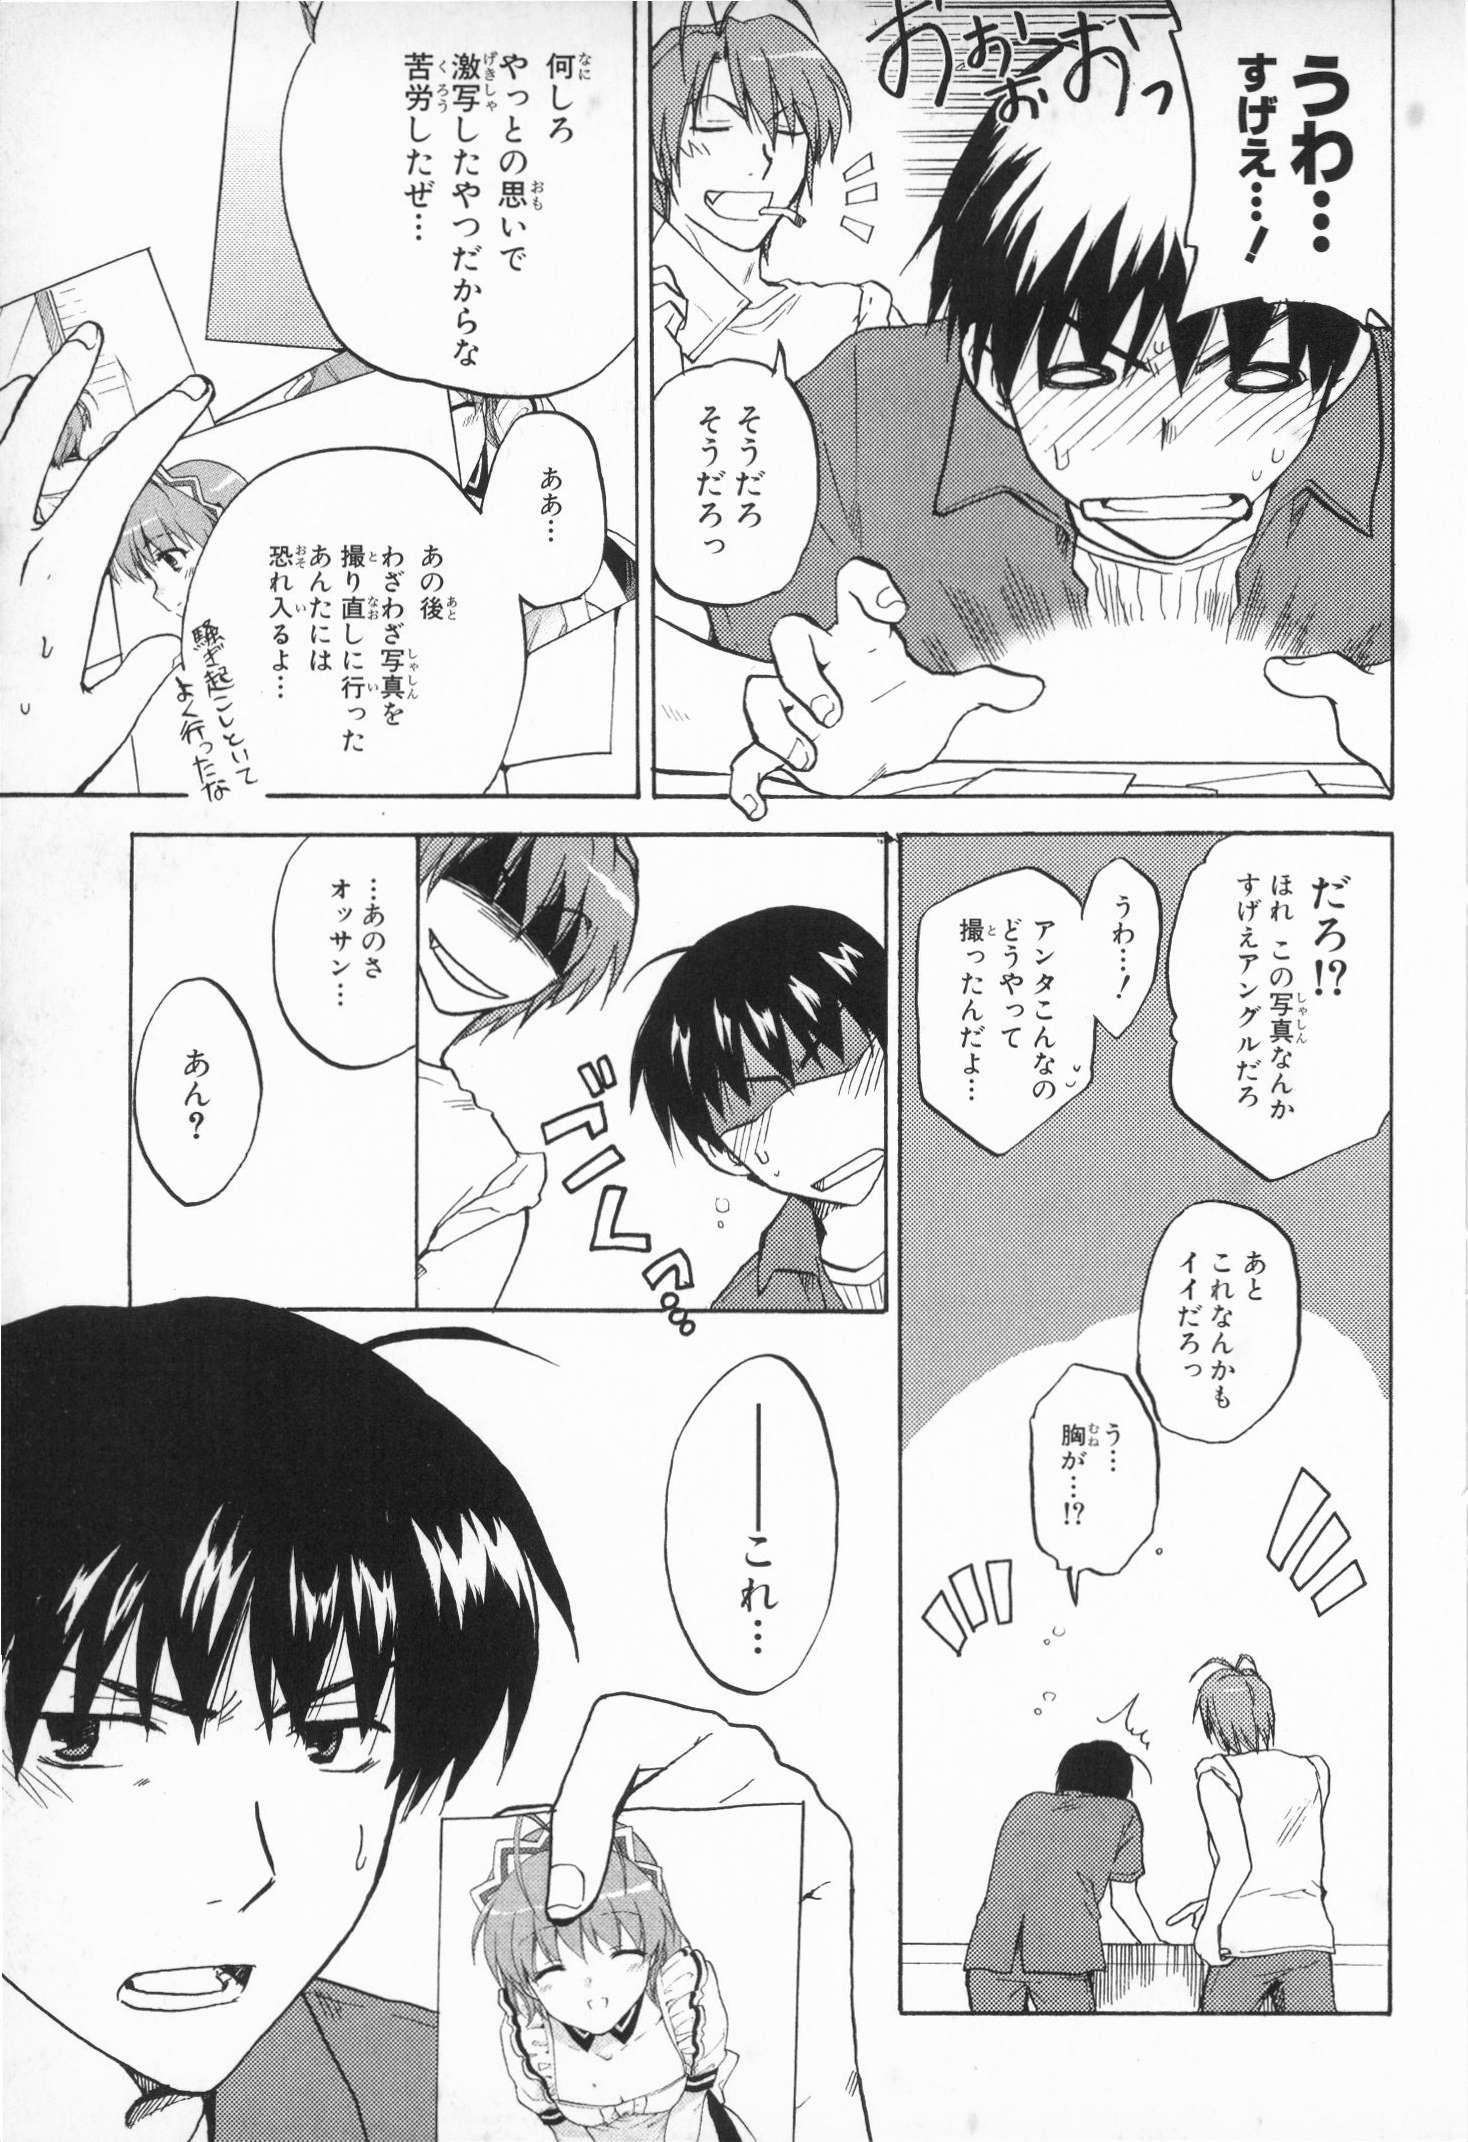 うわ…
すげえ…！
おおおおおっ
そうだろ
そうだろっ
何しろ
やっとの思いで
激写したやつだからな
苦労したぜ…
ああ…
あの後
わざわざ写真を
撮り直しに行った
あんたには
恐れ入るよ…
騒ぎ起こしといて
よく行ったな
だろ!?
ほれ この写真なんか
すげえアングルだろ
うわ…！
アンタこんなの
どうやって
撮ったんだよ…
あと
これなんかも
イイだろっ
う…
胸が…!?
…あのさ
オッサン…
あん？
――これ…